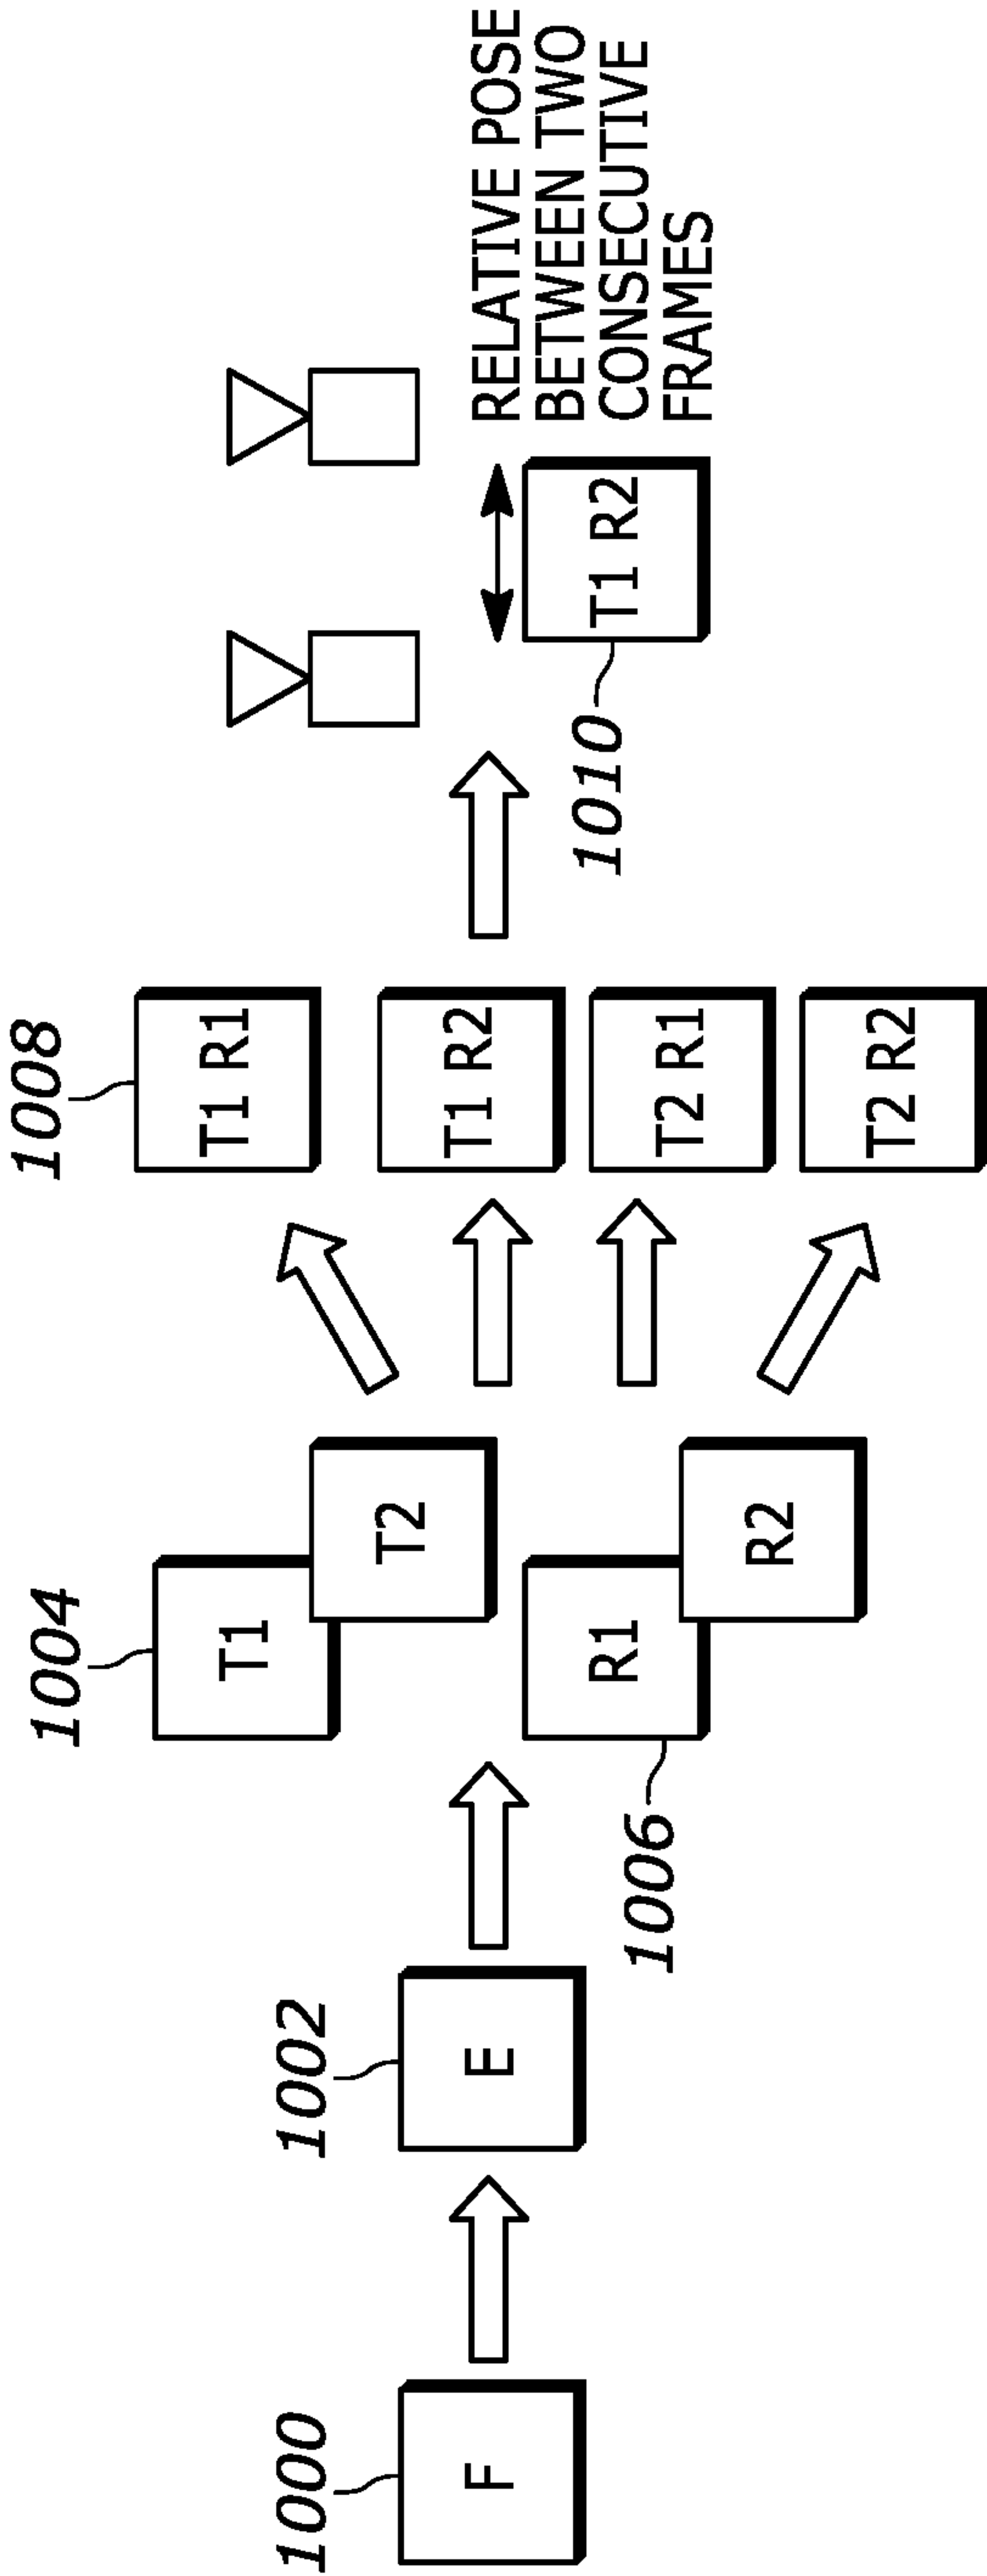 1000
F
1002
E
1004
T1
T2
R1
R2
1006
1008
T1 R1
T1 R2
T2 R1
T2 R2
1010
T1 R2
RELATIVE POSE
BETWEEN TWO
CONSECUTIVE
FRAMES